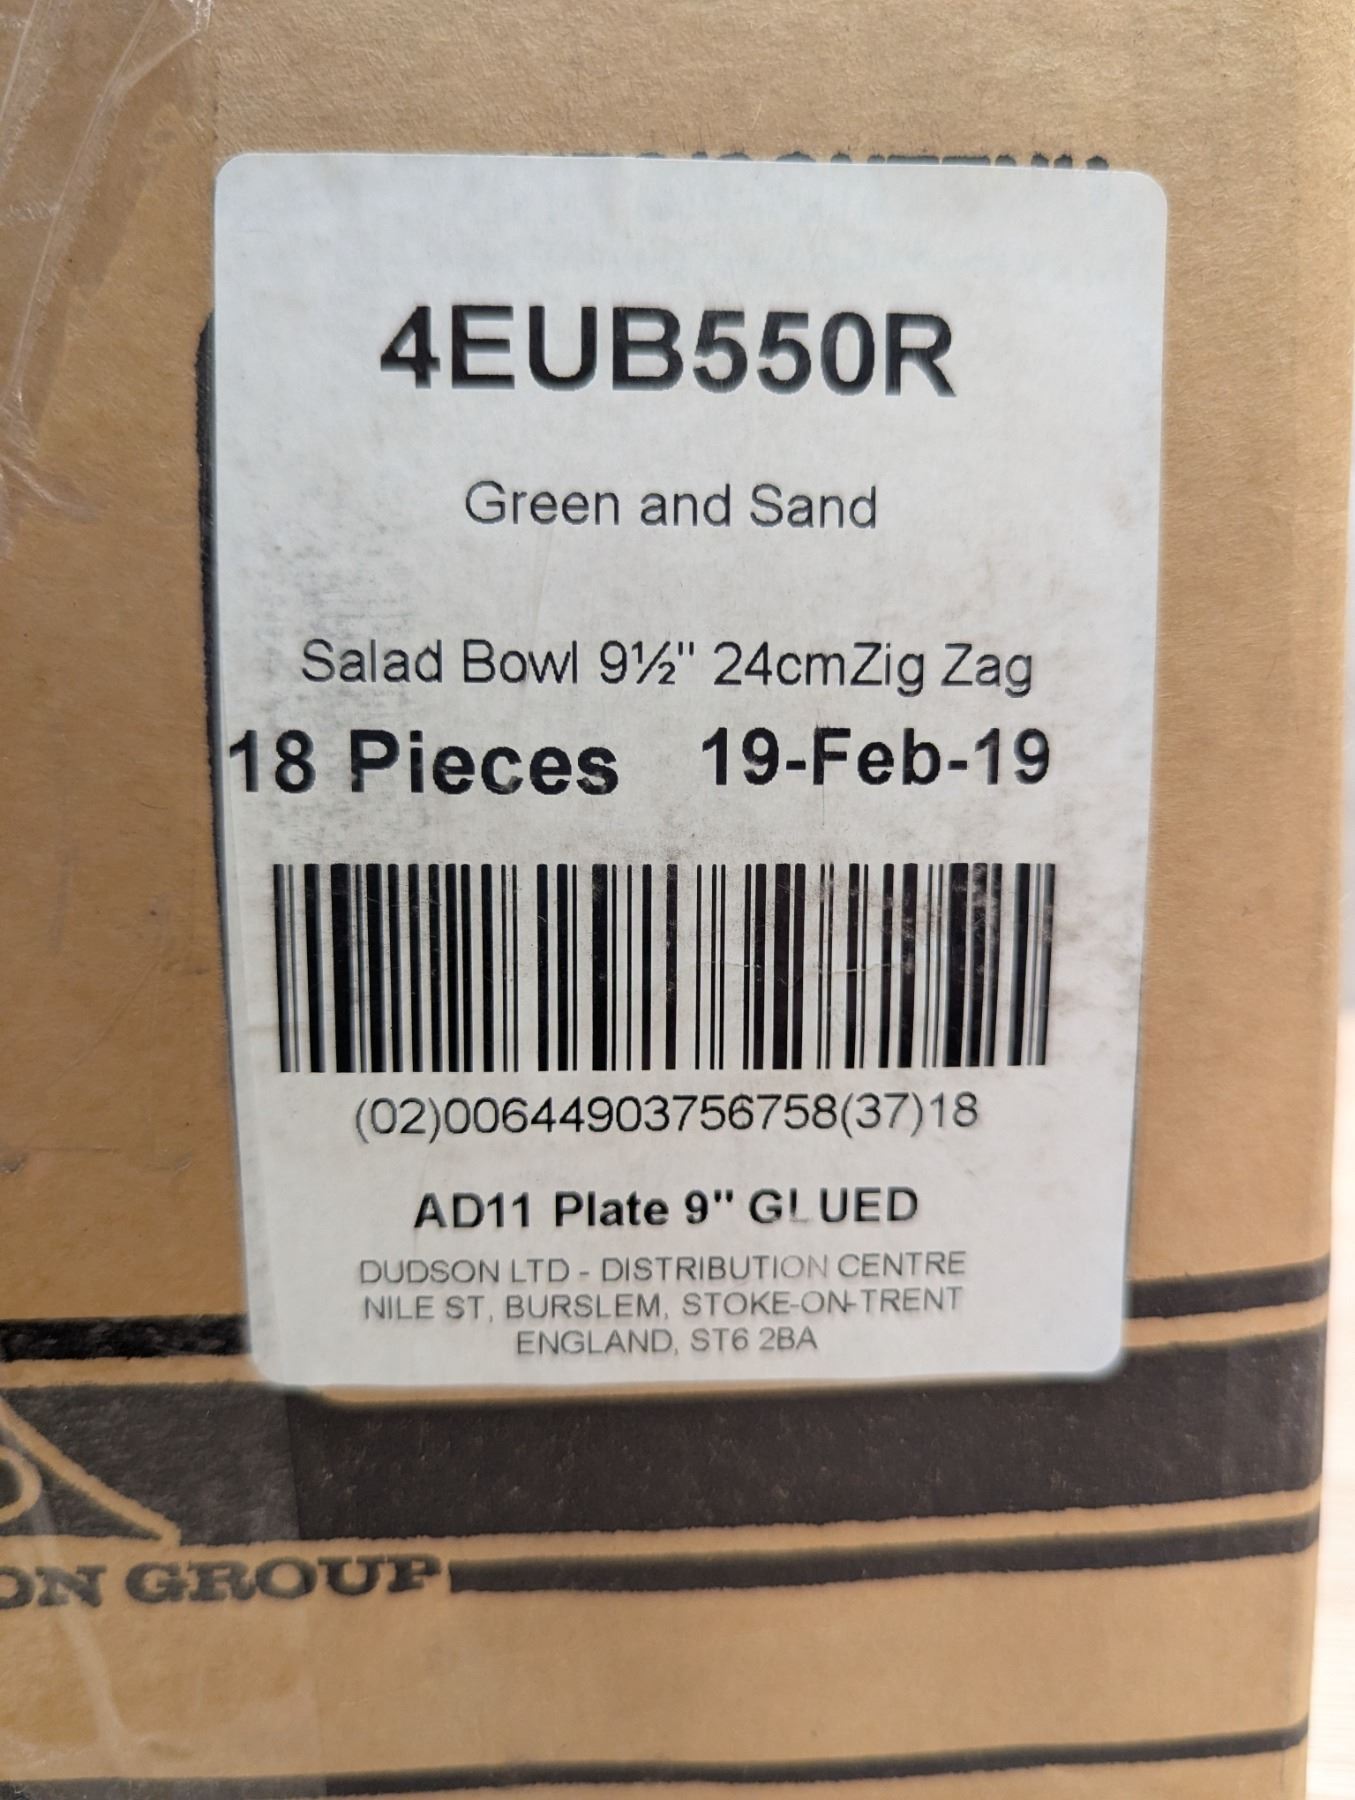 4EUB550R
Green and Sand
Salad Bowl 9½" 24cmZig Zag
18 Pieces 19-Feb-19
(02)00644903756758(37)18
AD11 Plate 9" GLUED
DUDSON LTD - DISTRIBUTION CENTRE
NILE ST, BURSLEM, STOKE-ON-TRENT
ENGLAND, ST6 2BA
ON GROUP